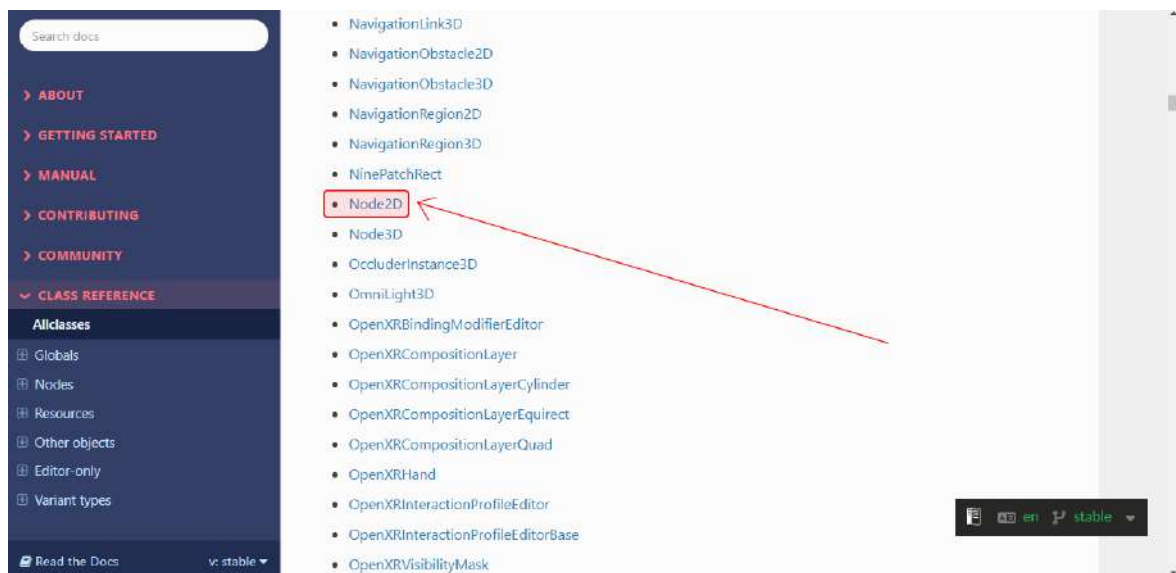 Search docs
ABOUT
GETTING STARTED
MANUAL
CONTRIBUTING
COMMUNITY
CLASS REFERENCE
Allclasses
Globals
Nodes
Resources
Other objects
Editor-only
Variant types
Read the Docs
v: stable
NavigationLink3D
NavigationObstacle2D
NavigationObstacle3D
NavigationRegion2D
NavigationRegion3D
NinePatchRect
Node2D
Node3D
OccluderInstance3D
OmniLight3D
OpenXRBindingModifierEditor
OpenXRCompositionLayer
OpenXRCompositionLayerCylinder
OpenXRCompositionLayerEquirect
OpenXRCompositionLayerQuad
OpenXRHand
OpenXRInteractionProfileEditor
OpenXRInteractionProfileEditorBase
OpenXRVisibilityMask
en stable